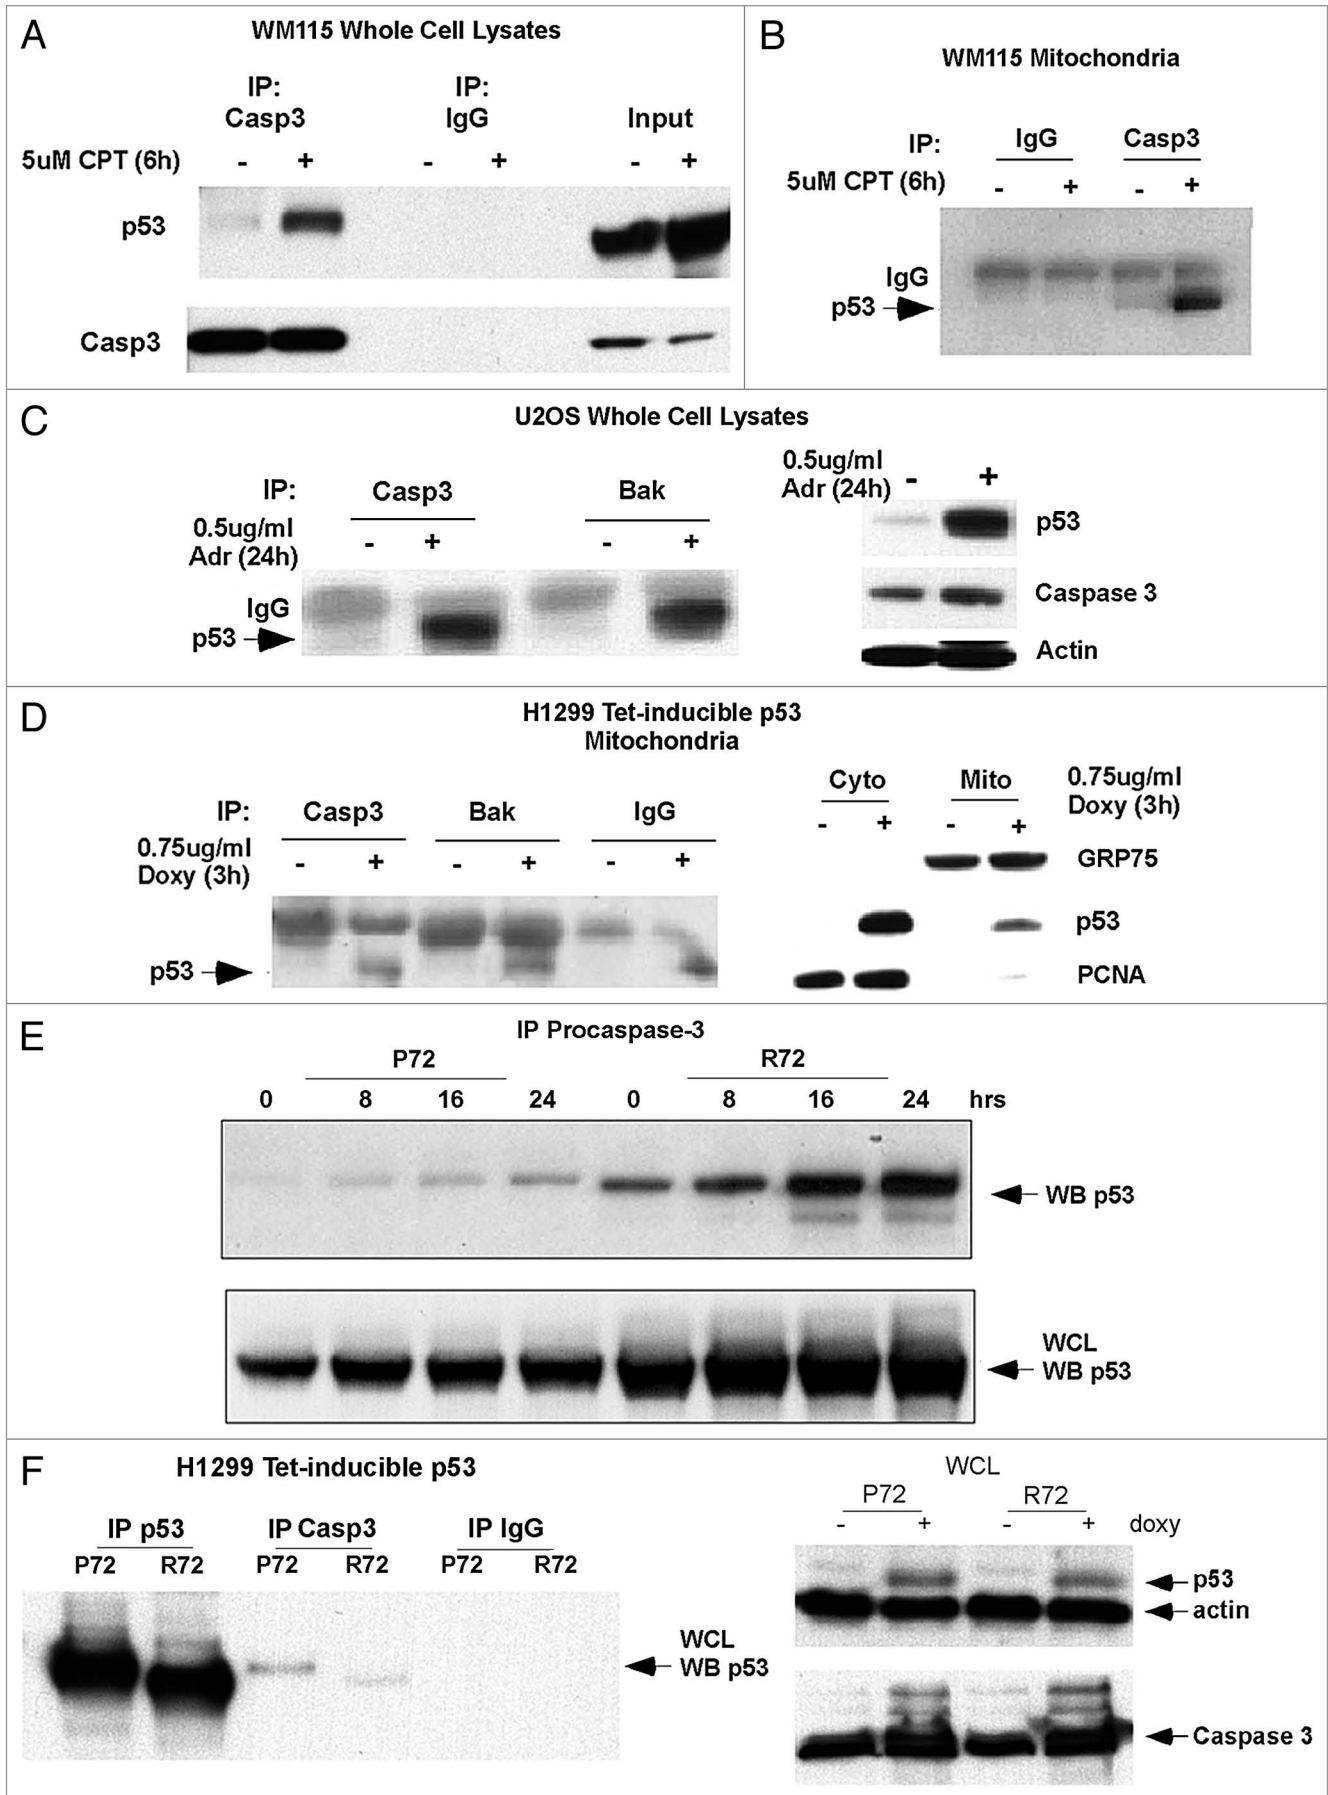 A
WM115 Whole Cell Lysates
IP:
Casp3
IP:
IgG
Input
5uM CPT (6h)
- + - + - +
p53
Casp3
B
WM115 Mitochondria
IP:
IgG Casp3
5uM CPT (6h)
- + - +
IgG
p53
C
U2OS Whole Cell Lysates
IP:
Casp3 Bak
0.5ug/ml
Adr (24h)
- + - +
IgG
p53
0.5ug/ml
Adr (24h)
- +
p53
Caspase 3
Actin
D
H1299 Tet-inducible p53
Mitochondria
IP:
Casp3 Bak IgG
0.75ug/ml
Doxy (3h)
- + - + - +
p53
Cyto Mito
0.75ug/ml
Doxy (3h)
- + - +
GRP75
p53
PCNA
E
IP Procaspase-3
P72 R72
0 8 16 24 0 8 16 24 hrs
WB p53
WCL
WB p53
F
H1299 Tet-inducible p53
IP p53 IP Casp3 IP IgG
P72 R72 P72 R72 P72 R72
WCL
WB p53
WCL
P72 R72
- + - + doxy
p53
actin
Caspase 3